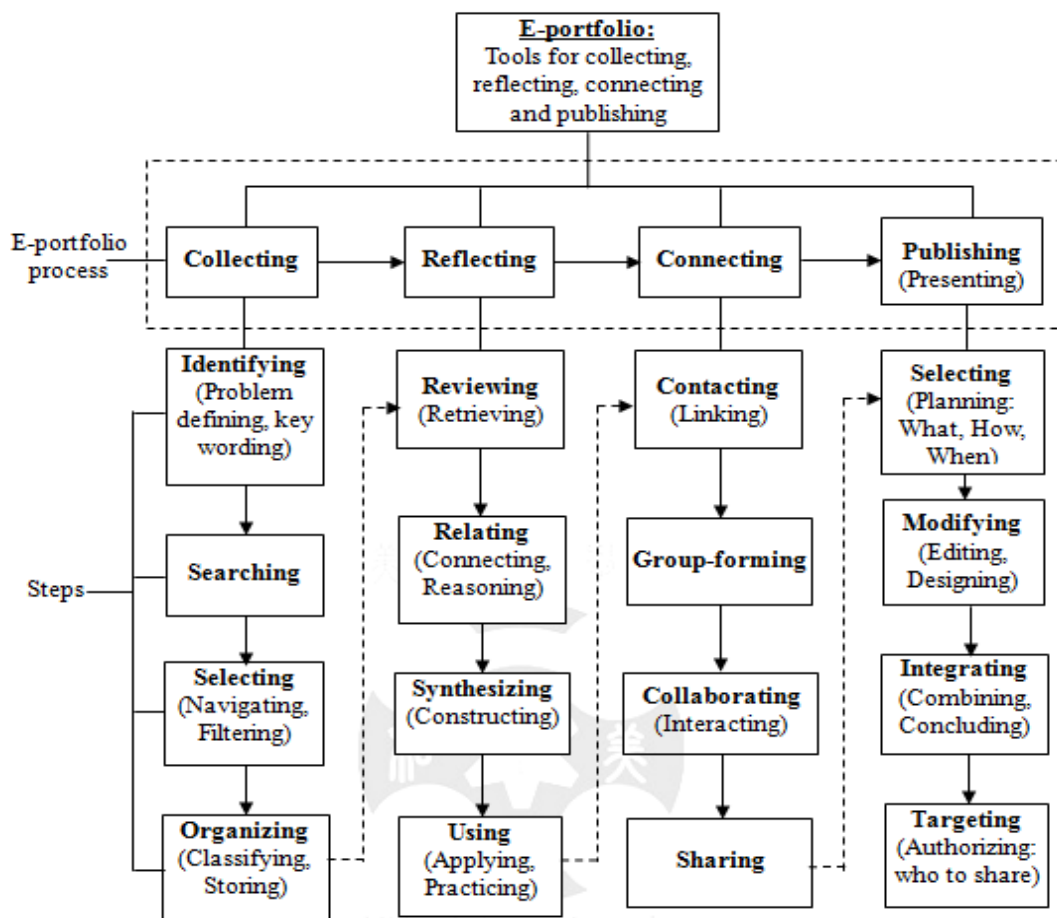 E-portfolio:
Tools for collecting,
reflecting, connecting
and publishing
E-portfolio
process
Collecting
Reflecting
Connecting
Publishing
(Presenting)
Steps
Identifying
(Problem
defining, key
wording)
Searching
Selecting
(Navigating,
Filtering)
Organizing
(Classifying,
Storing)
Reviewing
(Retrieving)
Relating
(Connecting,
Reasoning)
Synthesizing
(Constructing)
Using
(Applying,
Practicing)
Contacting
(Linking)
Group-forming
Collaborating
(Interacting)
Sharing
Selecting
(Planning:
What, How,
When)
Modifying
(Editing,
Designing)
Integrating
(Combining,
Concluding)
Targeting
(Authorizing:
who to share)
和
美